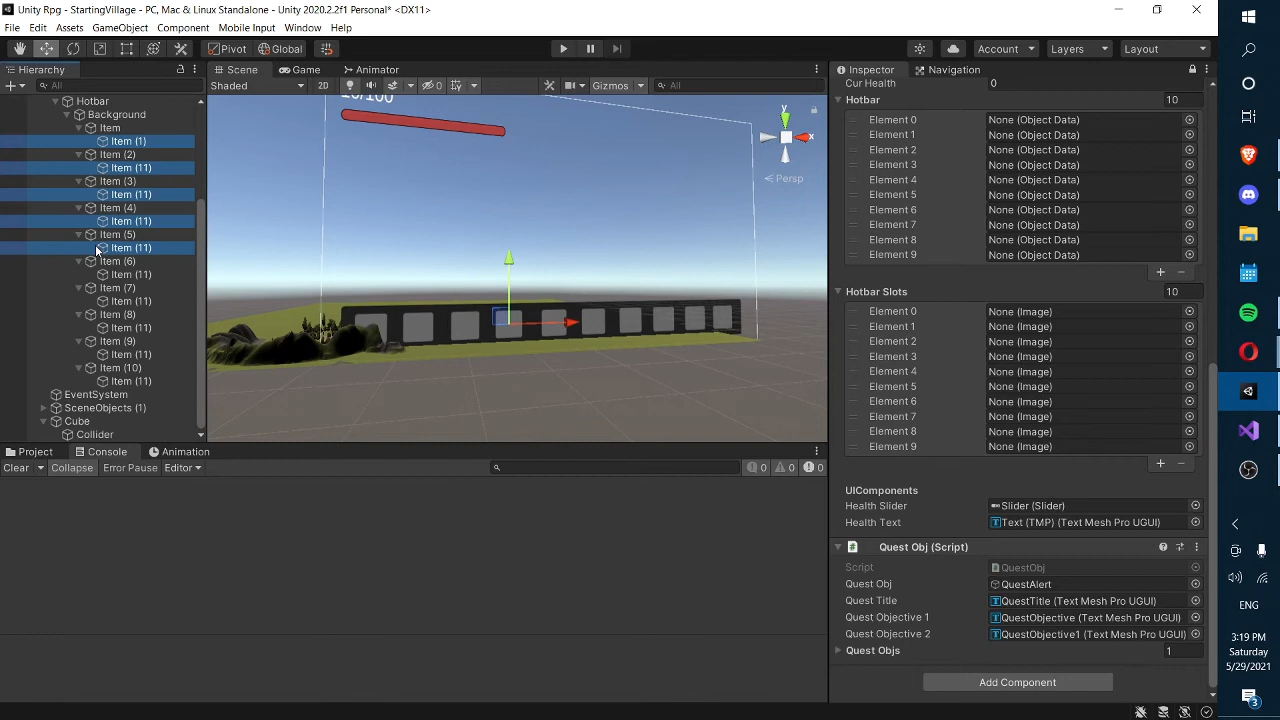 Unity Rpg - StartingVillage - PC, Mac & Linux Standalone - Unity 2020.2.2f1 Personal* <DX11>
File Edit Assets GameObject Component Mobile Input Window Help
Pivot Global Account Layers Layout
Hierarchy
All
Hotbar
Background
Item
Item (1)
Item (2)
Item (11)
Item (3)
Item (11)
Item (4)
Item (11)
Item (5)
Item (11)
Item (6)
Item (11)
Item (7)
Item (11)
Item (8)
Item (11)
Item (9)
Item (11)
Item (10)
Item (11)
EventSystem
SceneObjects (1)
Cube
Collider
Scene Game Animator
Shaded 2D 0 Gizmos All
y
x
Persp
Project Console Animation
Clear Collapse Error Pause Editor 0 0 0
Inspector Navigation
Cur Health 0
Hotbar 10
Element 0 None (Object Data)
Element 1 None (Object Data)
Element 2 None (Object Data)
Element 3 None (Object Data)
Element 4 None (Object Data)
Element 5 None (Object Data)
Element 6 None (Object Data)
Element 7 None (Object Data)
Element 8 None (Object Data)
Element 9 None (Object Data)
Hotbar Slots 10
Element 0 None (Image)
Element 1 None (Image)
Element 2 None (Image)
Element 3 None (Image)
Element 4 None (Image)
Element 5 None (Image)
Element 6 None (Image)
Element 7 None (Image)
Element 8 None (Image)
Element 9 None (Image)
UIComponents
Health Slider Slider (Slider)
Health Text Text (TMP) (Text Mesh Pro UGUI)
Quest Obj (Script)
Script QuestObj
Quest Obj QuestAlert
Quest Title QuestTitle (Text Mesh Pro UGUI)
Quest Objective 1 QuestObjective (Text Mesh Pro UGUI)
Quest Objective 2 QuestObjective1 (Text Mesh Pro UGUI)
Quest Objs 1
Add Component
ENG
3:19 PM
Saturday
5/29/2021
3